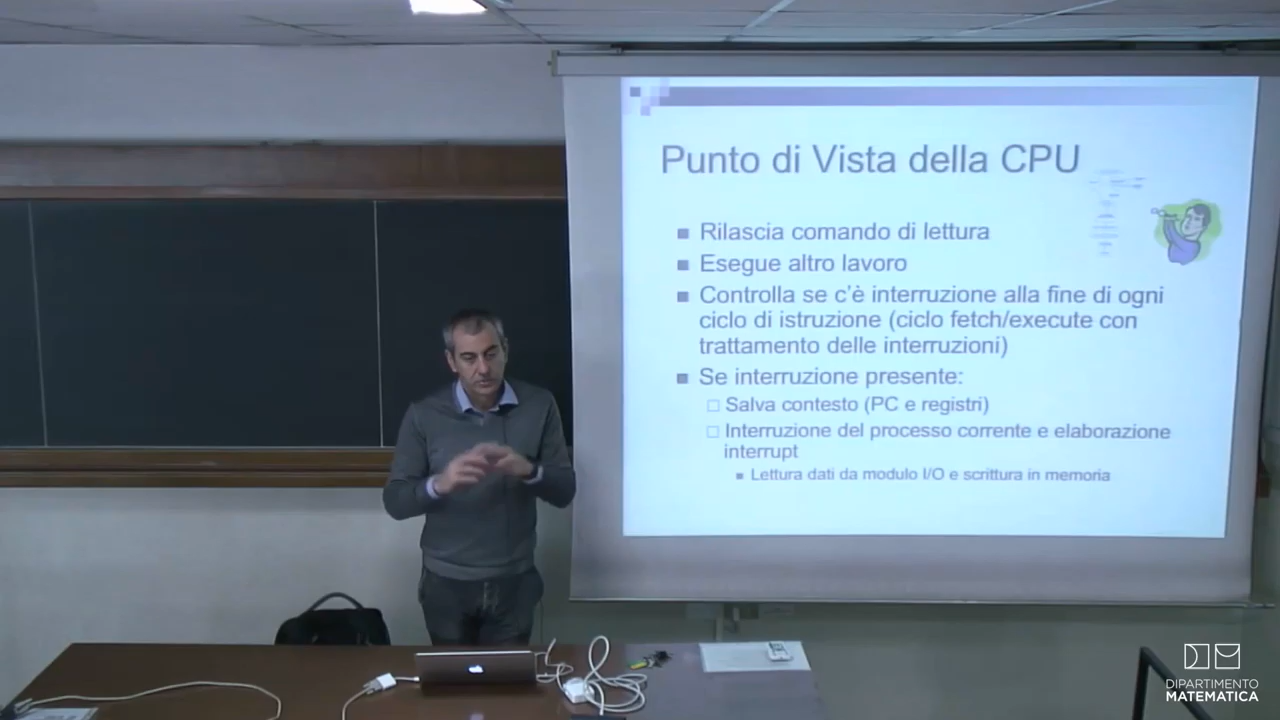 Punto di Vista della CPU
Rilascia comando di lettura
Esegue altro lavoro
Controlla se c'è interruzione alla fine di ogni
ciclo di istruzione (ciclo fetch/execute con
trattamento delle interruzioni)
Se interruzione presente:
Salva contesto (PC e registri)
Interruzione del processo corrente e elaborazione
interrupt
Lettura dati da modulo I/O e scrittura in memoria
DIPARTIMENTO
MATEMATICA